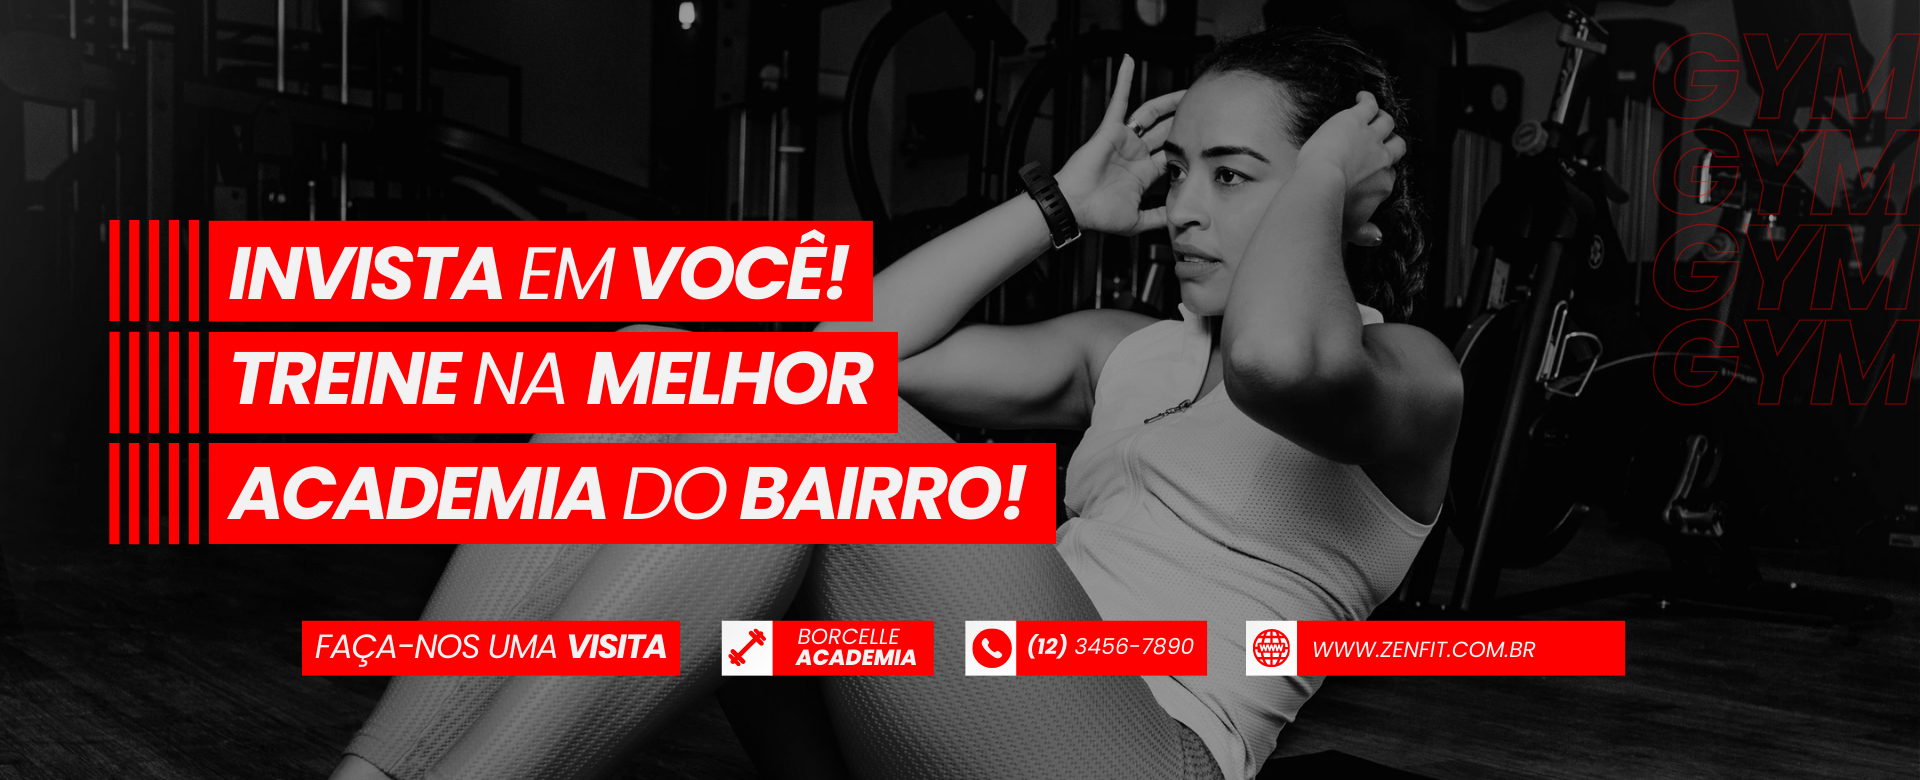 INVISTA EM VOCÊ!
TREINE NA MELHOR
ACADEMIA DO BAIRRO!
GYM
GYM
GYM
GYM
FAÇA-NOS UMA VISITA
BORCELLE
ACADEMIA
(12) 3456-7890
WWW
WWW.ZENFIT.COM.BR